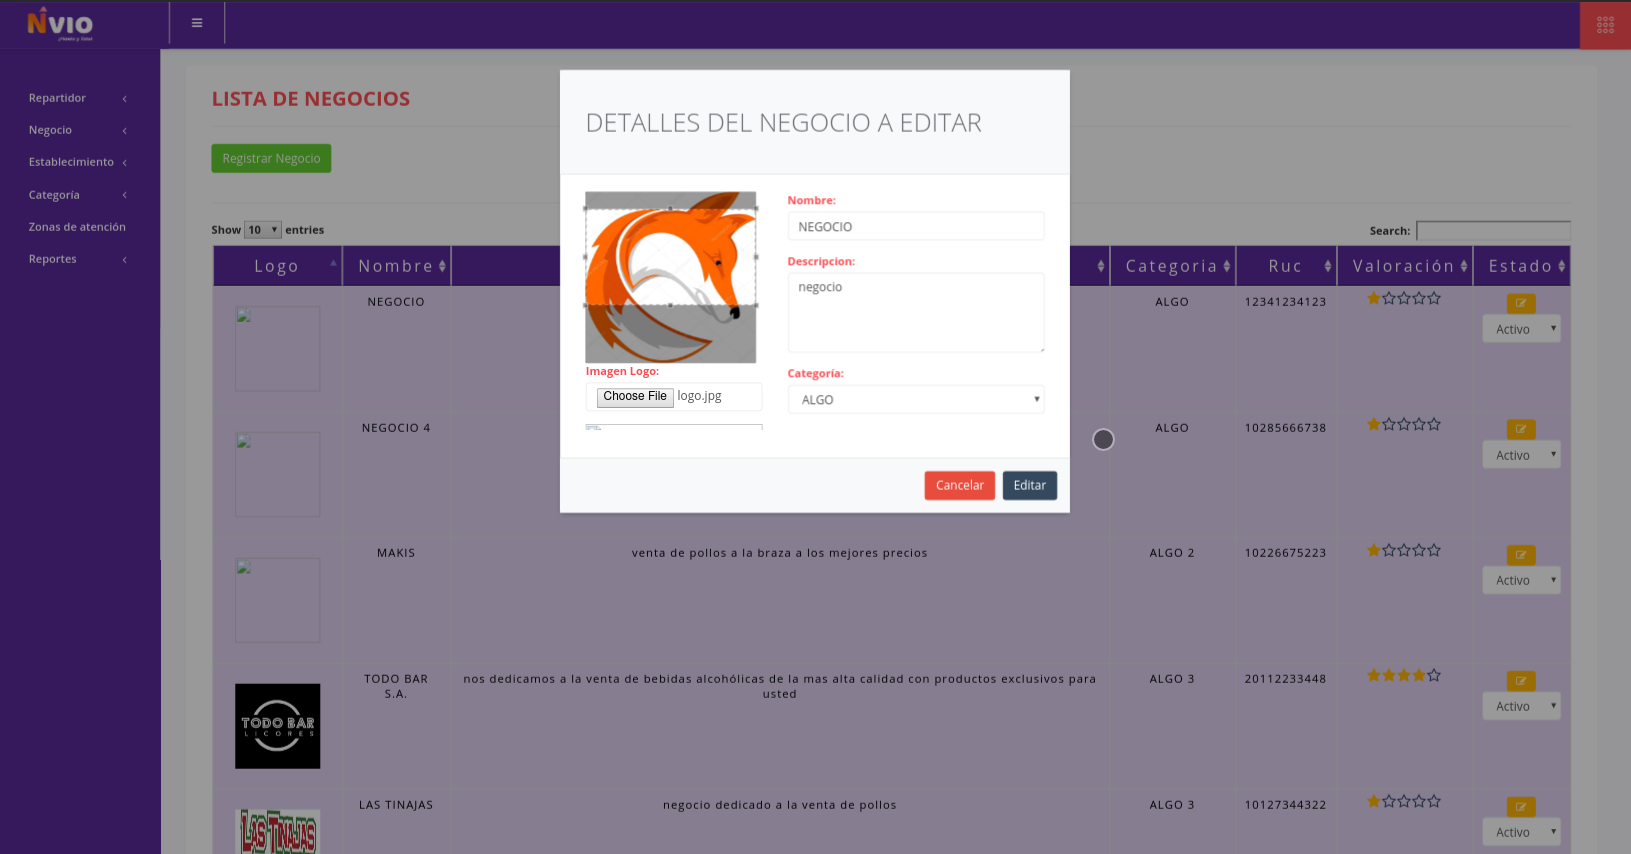 NVIO
☰
Repartidor
Negocio
Establecimiento
Categoría
Zonas de atención
Reportes
LISTA DE NEGOCIOS
Registrar Negocio
Show 10 entries
Search:
Logo Nombre Categoria Ruc Valoración Estado
NEGOCIO ALGO 12341234123 Activo
NEGOCIO 4 ALGO 10285666738 Activo
MAKIS venta de pollos a la braza a los mejores precios ALGO 2 10226675223 Activo
TODO BAR
LICORES
TODO BAR S.A. nos dedicamos a la venta de bebidas alcohólicas de la mas alta calidad con productos exclusivos para
usted ALGO 3 20112233448 Activo
LAS TINAJAS
LAS TINAJAS negocio dedicado a la venta de pollos ALGO 3 10127344322 Activo
DETALLES DEL NEGOCIO A EDITAR
Imagen Logo:
Choose File logo.jpg
Nombre:
NEGOCIO
Descripcion:
negocio
Categoría:
ALGO
Cancelar Editar